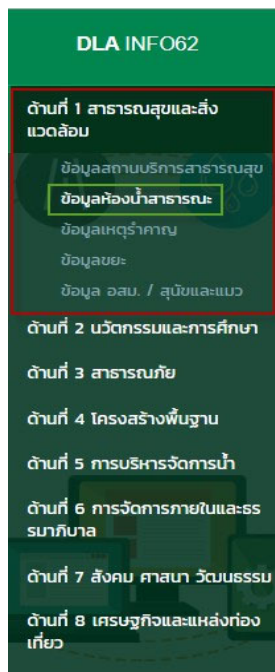 DLA INFO62
ด้านที่ 1 สาธารณสุขและสิ่ง
แวดล้อม
ข้อมูลสถานบริการสาธารณสุข
ข้อมูลห้องน้ำสาธารณะ
ข้อมูลเหตุรำคาญ
ข้อมูลขยะ
ข้อมูล อสม. / สุนัขและแมว
ด้านที่ 2 นวัตกรรมและการศึกษา
ด้านที่ 3 สาธารณภัย
ด้านที่ 4 โครงสร้างพื้นฐาน
ด้านที่ 5 การบริหารจัดการน้ำ
ด้านที่ 6 การจัดการภายในและธร
รมาภิบาล
ด้านที่ 7 สังคม ศาสนา วัฒนธรรม
ด้านที่ 8 เศรษฐกิจและแหล่งท่อง
เที่ยว